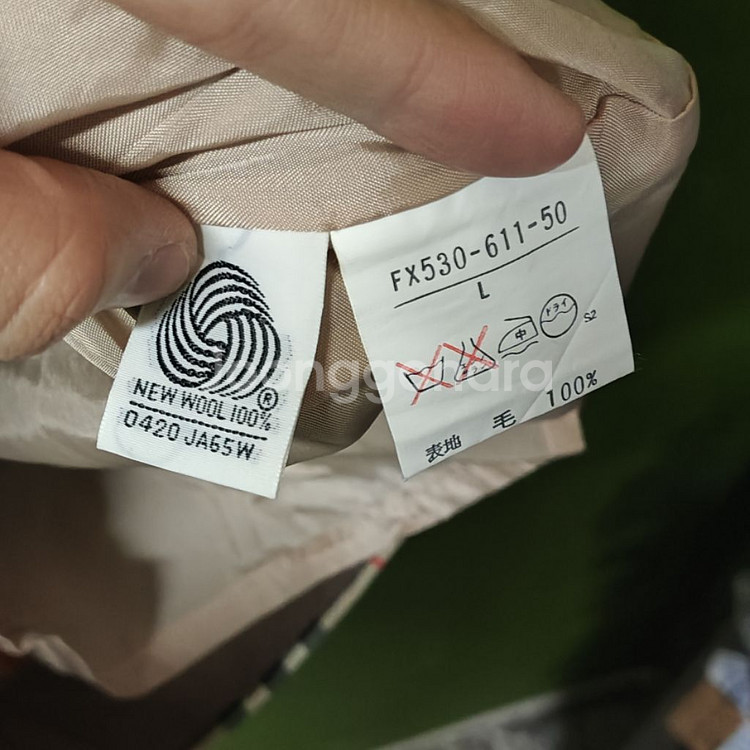 NEW WOOL 100%
0420 JA65W
FX530-611-50
L
中 ドライ S2
表地 毛 100%